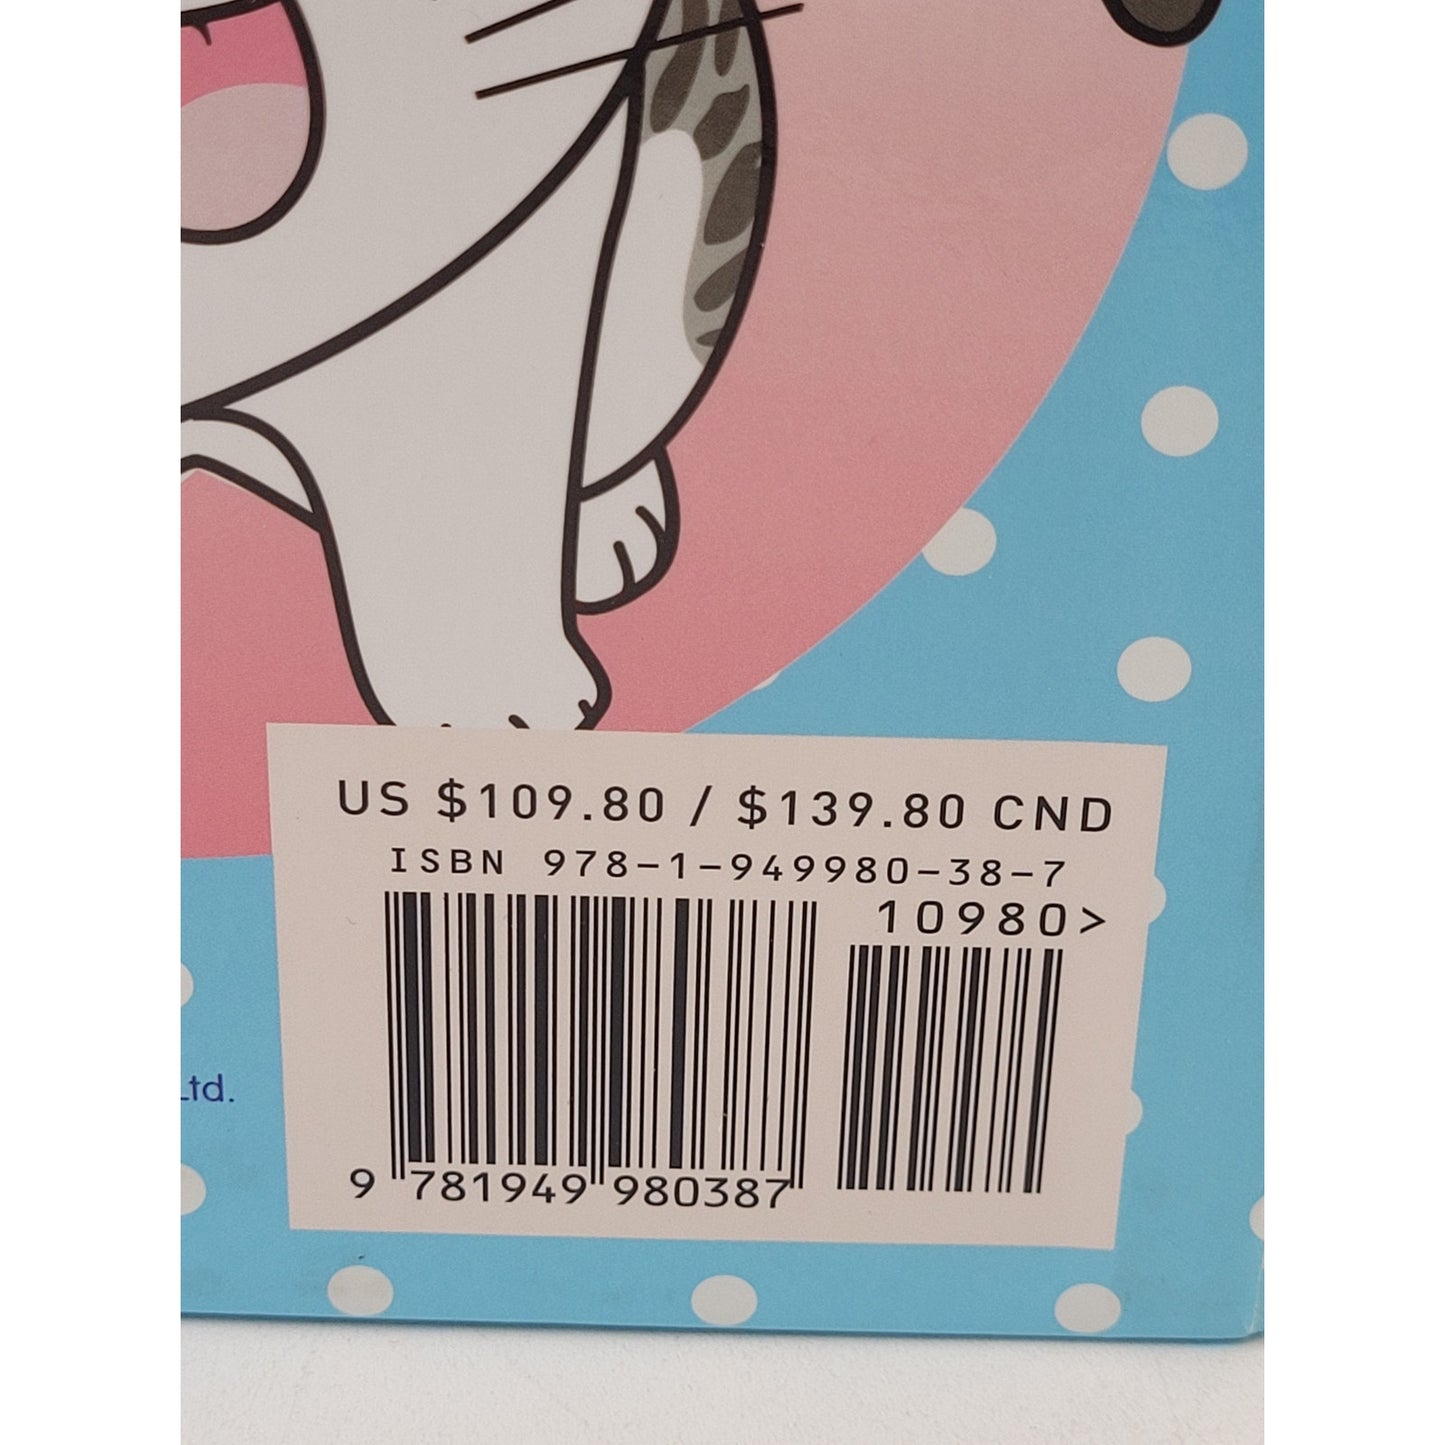 US $109.80 / $139.80 CND
ISBN 978-1-949980-38-7
10980>
Ltd.
9 781949 980387